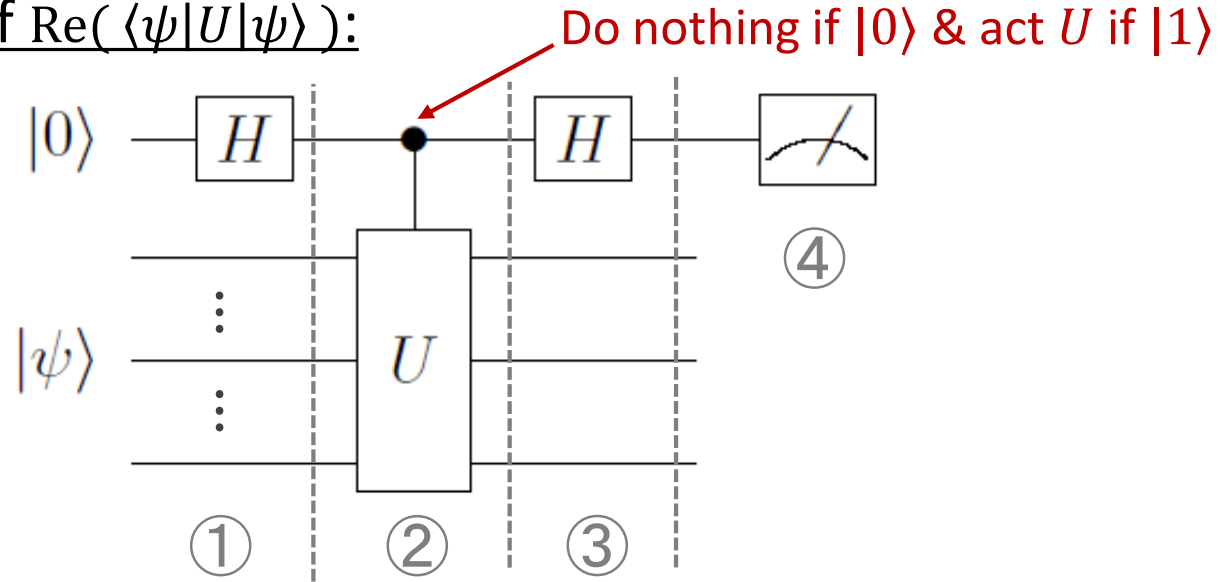 f Re( ⟨ψ|U|ψ⟩ ):
Do nothing if |0⟩ & act U if |1⟩
|0⟩ H H
|ψ⟩ U
④
① ② ③